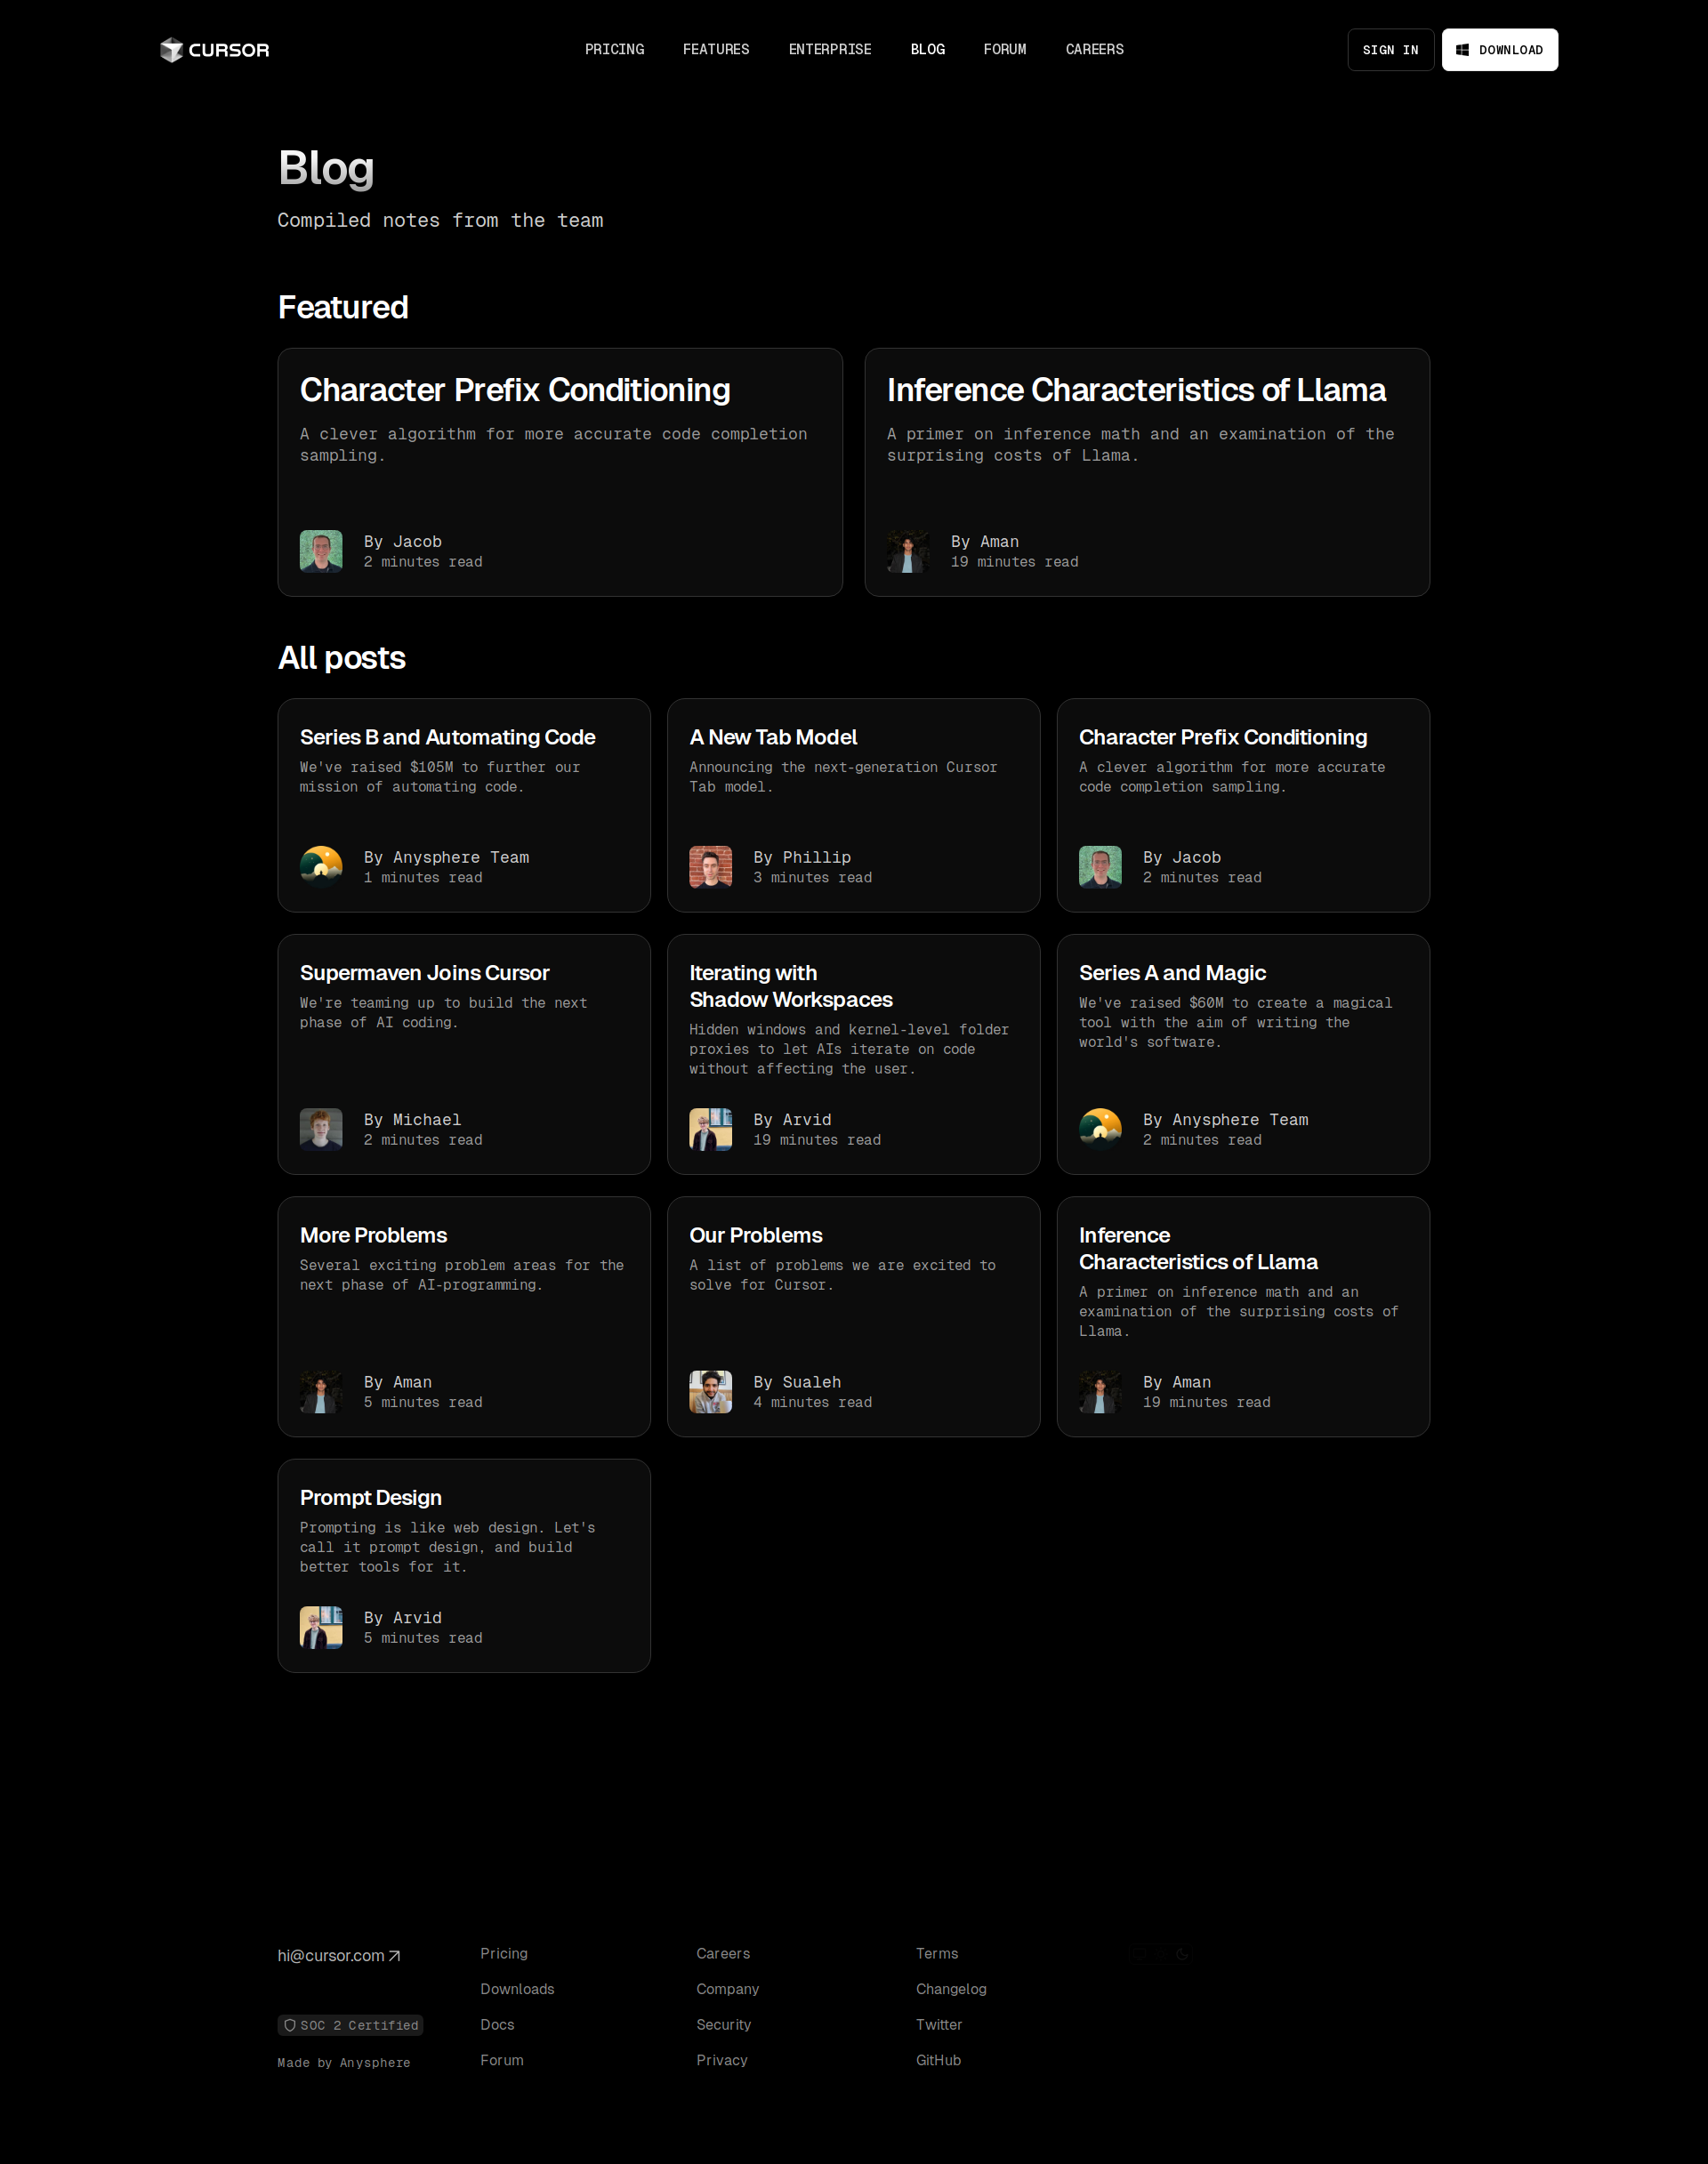 CURSOR
PRICING
FEATURES
ENTERPRISE
BLOG
FORUM
CAREERS
SIGN IN
DOWNLOAD
Blog
Compiled notes from the team
Featured
Character Prefix Conditioning
A clever algorithm for more accurate code completion
sampling.
By Jacob
2 minutes read
Inference Characteristics of Llama
A primer on inference math and an examination of the
surprising costs of Llama.
By Aman
19 minutes read
All posts
Series B and Automating Code
We've raised $105M to further our
mission of automating code.
By Anysphere Team
1 minutes read
A New Tab Model
Announcing the next-generation Cursor
Tab model.
By Phillip
3 minutes read
Character Prefix Conditioning
A clever algorithm for more accurate
code completion sampling.
By Jacob
2 minutes read
Supermaven Joins Cursor
We're teaming up to build the next
phase of AI coding.
By Michael
2 minutes read
Iterating with
Shadow Workspaces
Hidden windows and kernel-level folder
proxies to let AIs iterate on code
without affecting the user.
By Arvid
19 minutes read
Series A and Magic
We've raised $60M to create a magical
tool with the aim of writing the
world's software.
By Anysphere Team
2 minutes read
More Problems
Several exciting problem areas for the
next phase of AI-programming.
By Aman
5 minutes read
Our Problems
A list of problems we are excited to
solve for Cursor.
By Sualeh
4 minutes read
Inference
Characteristics of Llama
A primer on inference math and an
examination of the surprising costs of
Llama.
By Aman
19 minutes read
Prompt Design
Prompting is like web design. Let's
call it prompt design, and build
better tools for it.
By Arvid
5 minutes read
hi@cursor.com
SOC 2 Certified
Made by Anysphere
Pricing
Downloads
Docs
Forum
Careers
Company
Security
Privacy
Terms
Changelog
Twitter
GitHub